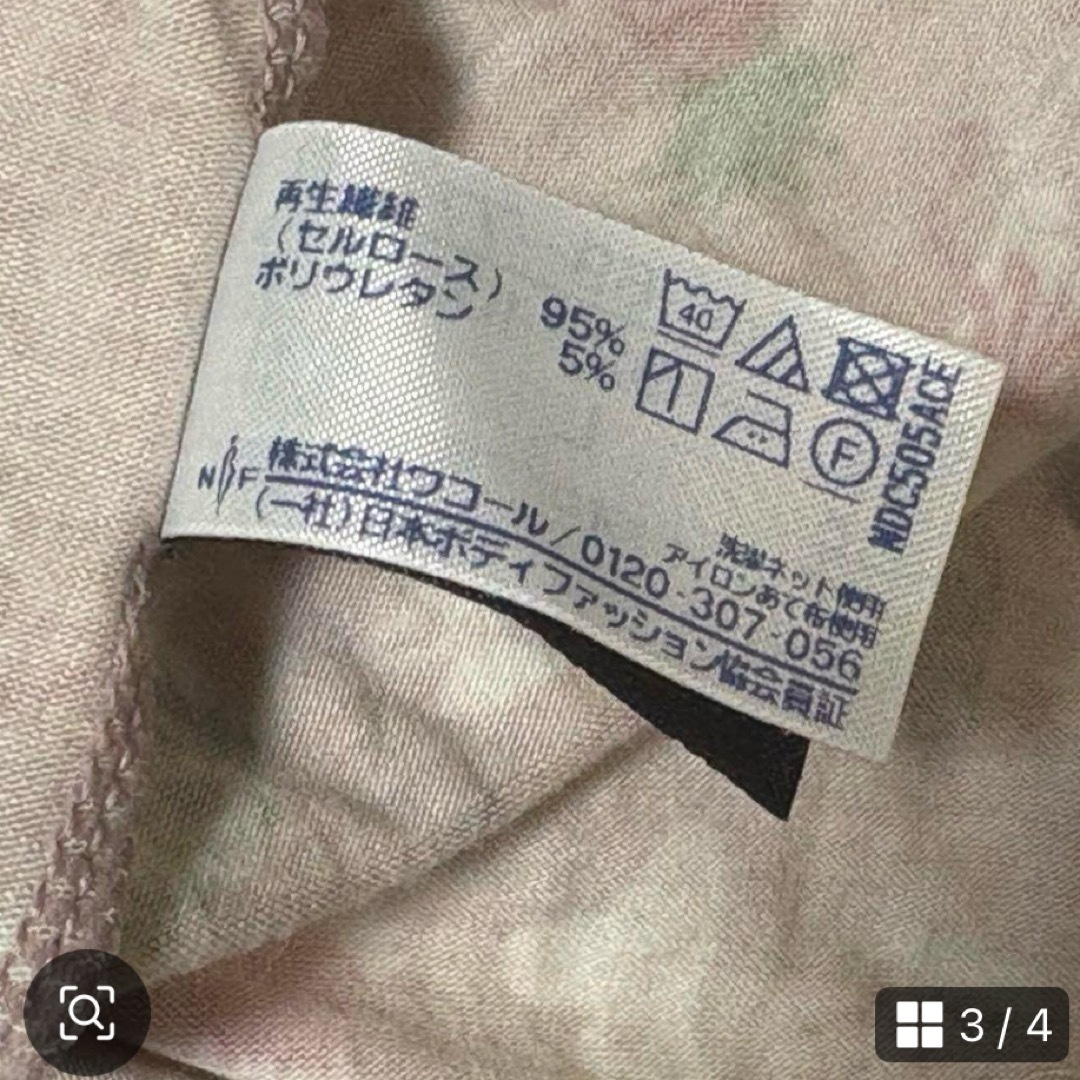 再生繊維
(セルロース) 95%
ポリウレタン 5%
40
F
NDC505ACE
洗濯ネット使用
アイロンあて布使用
NBF 株式会社ワコール/0120-307-056
(一社)日本ボディファッション協会員証
3/4